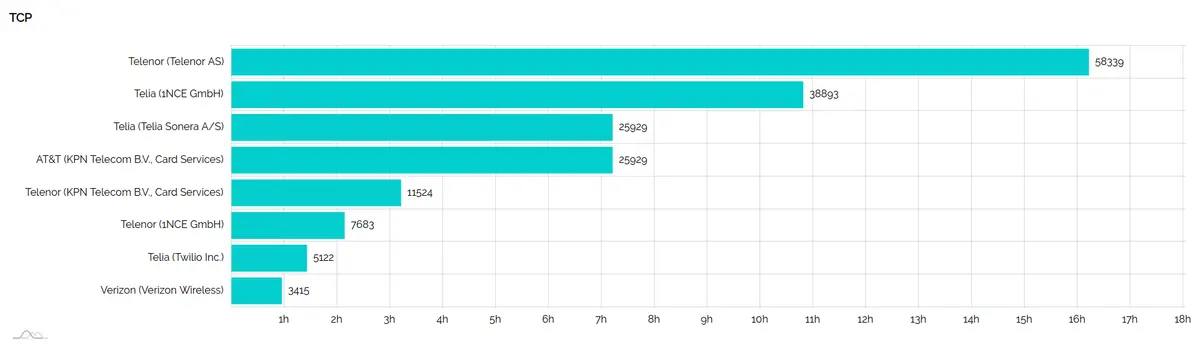 TCP
Telenor (Telenor AS)
58339
Telia (1NCE GmbH)
38893
Telia (Telia Sonera A/S)
25929
AT&T (KPN Telecom B.V., Card Services)
25929
Telenor (KPN Telecom B.V., Card Services)
11524
Telenor (1NCE GmbH)
7683
Telia (Twilio Inc.)
5122
Verizon (Verizon Wireless)
3415
1h 2h 3h 4h 5h 6h 7h 8h 9h 10h 11h 12h 13h 14h 15h 16h 17h 18h